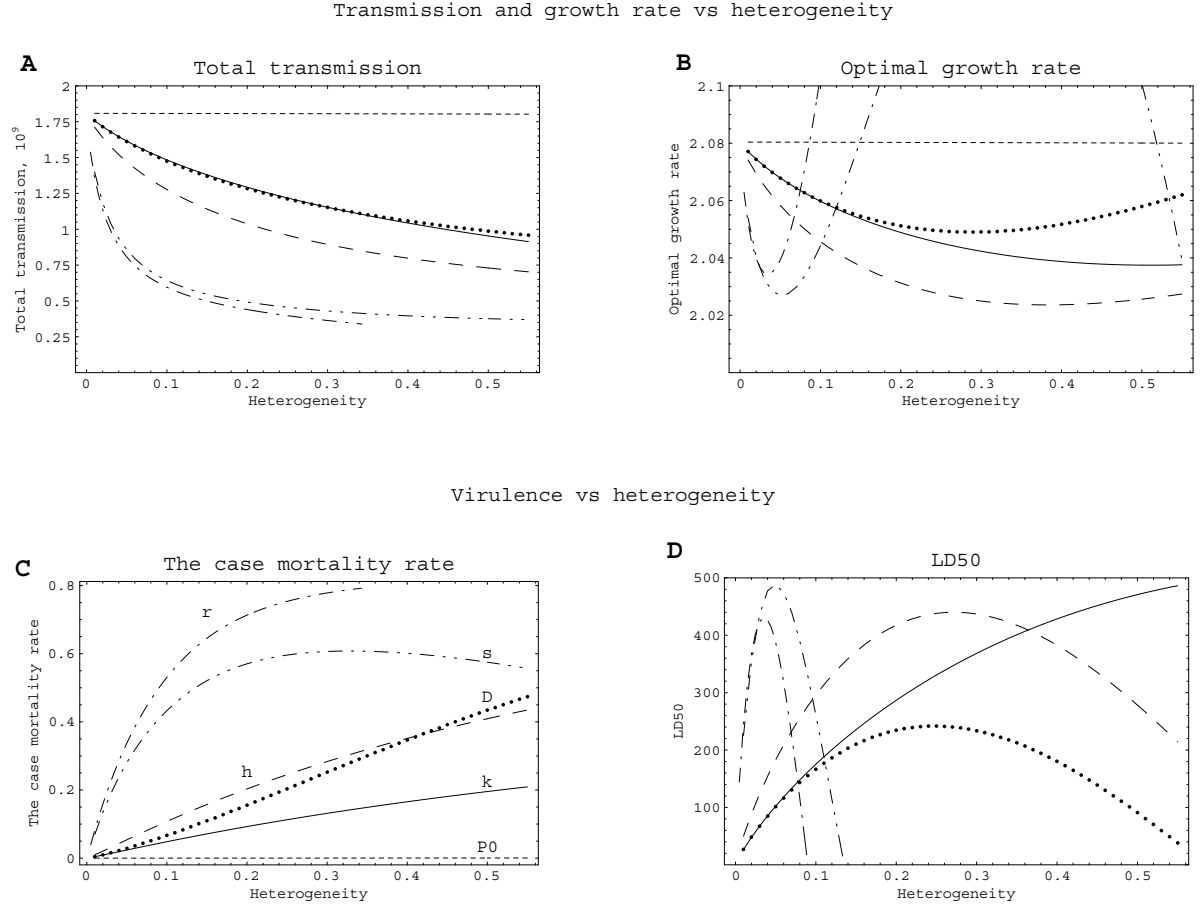 Transmission and growth rate vs heterogeneity
A
Total transmission
2
1.75
1.5
1.25
1
0.75
0.5
0.25
Total transmission, 10^9
0 0.1 0.2 0.3 0.4 0.5
Heterogeneity
B
Optimal growth rate
2.1
2.08
2.06
2.04
2.02
Optimal growth rate
0 0.1 0.2 0.3 0.4 0.5
Heterogeneity
Virulence vs heterogeneity
C
The case mortality rate
0.8
0.6
0.4
0.2
0
The case mortality rate
r
s
D
h
k
P0
0 0.1 0.2 0.3 0.4 0.5
Heterogeneity
D
LD50
500
400
300
200
100
LD50
0 0.1 0.2 0.3 0.4 0.5
Heterogeneity